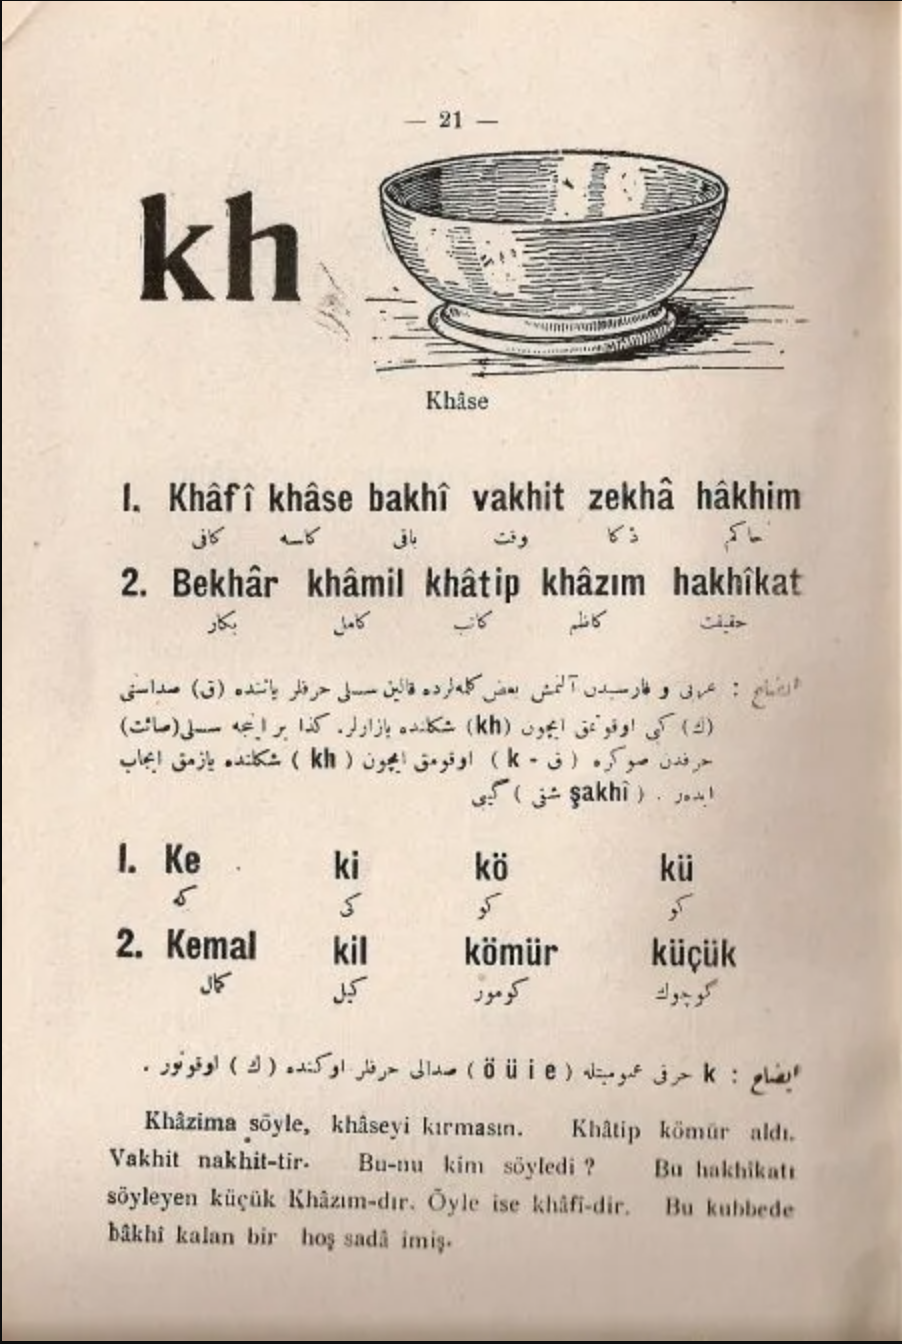 — 21 —
kh
Khâse
1. Khâfî khâse bakhî vakhit zekhâ hâkhim
كافى كاسه باقى وقت ذكا حاكم
2. Bekhâr khâmil khâtip khâzım hakhîkat
بكار كامل كاتب كاظم حقيقت
ايضاح : عربى و فارسيدن آلنمش بعض كلمه‌لرده قالين سسلى حرفلر ياننده (ق) صداسنى
(ك) كبى اوقوتمق ايچون (kh) شكلنده يازارلر. كذا بر اينجه سسلى(صائت)
حرفدن صوكره ( ق - k ) اوقومق ايچون ( kh ) شكلنده يازمق ايجاب
ايدەر . ( şakhî شقى ) گيبى
1. Ke ki kö kü
كه كى كو كو
2. Kemal kil kömür küçük
كمال كيل كومور كوچوك
ايضاح : k حرفى عموميتله ( ö ü i e ) صدالى حرفلر اوكنده ( ك ) اوقونور .
Khâzima söyle, khâseyi kırmasın. Khâtip kömür aldı.
Vakhit nakhit-tir. Bu-nu kim söyledi ? Bu hakhîkatı
söyleyen küçük Khâzım-dır. Öyle ise khâfî-dir. Bu kubbede
bâkhî kalan bir hoş sadâ imiş.